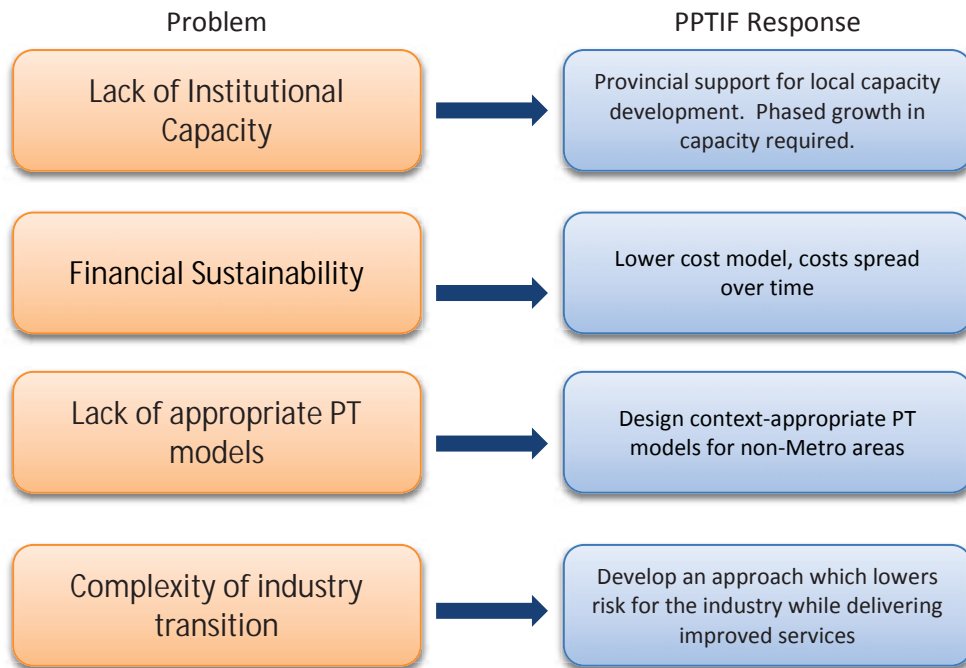 Problem
PPTIF Response
Lack of Institutional
Capacity
Provincial support for local capacity
development.  Phased growth in
capacity required.
Financial Sustainability
Lower cost model, costs spread
over time
Lack of appropriate PT
models
Design context-appropriate PT
models for non-Metro areas
Complexity of industry
transition
Develop an approach which lowers
risk for the industry while delivering
improved services